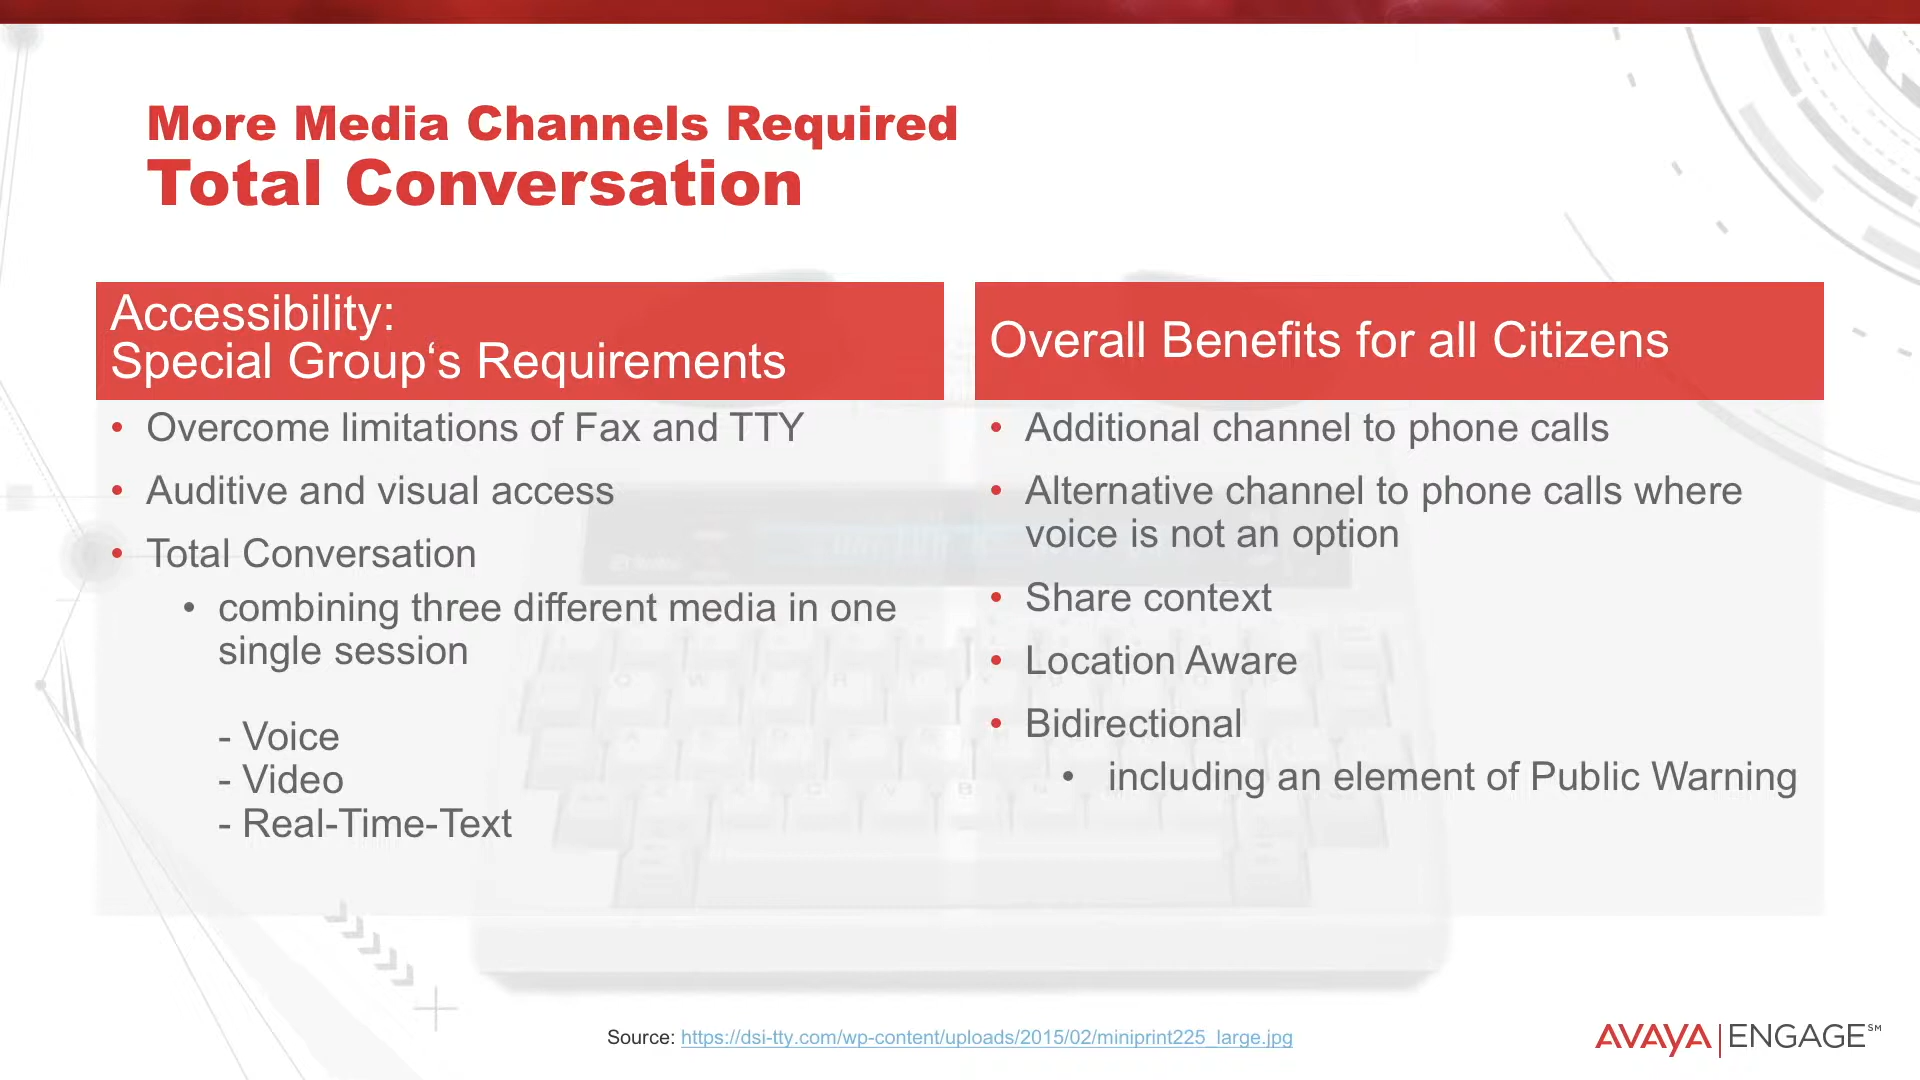 More Media Channels Required
Total Conversation
Accessibility:
Special Group‘s Requirements
• Overcome limitations of Fax and TTY
• Auditive and visual access
• Total Conversation
• combining three different media in one
single session
- Voice
- Video
- Real-Time-Text
Overall Benefits for all Citizens
• Additional channel to phone calls
• Alternative channel to phone calls where
voice is not an option
• Share context
• Location Aware
• Bidirectional
• including an element of Public Warning
Source: https://dsi-tty.com/wp-content/uploads/2015/02/miniprint225_large.jpg
AVAYA | ENGAGE℠